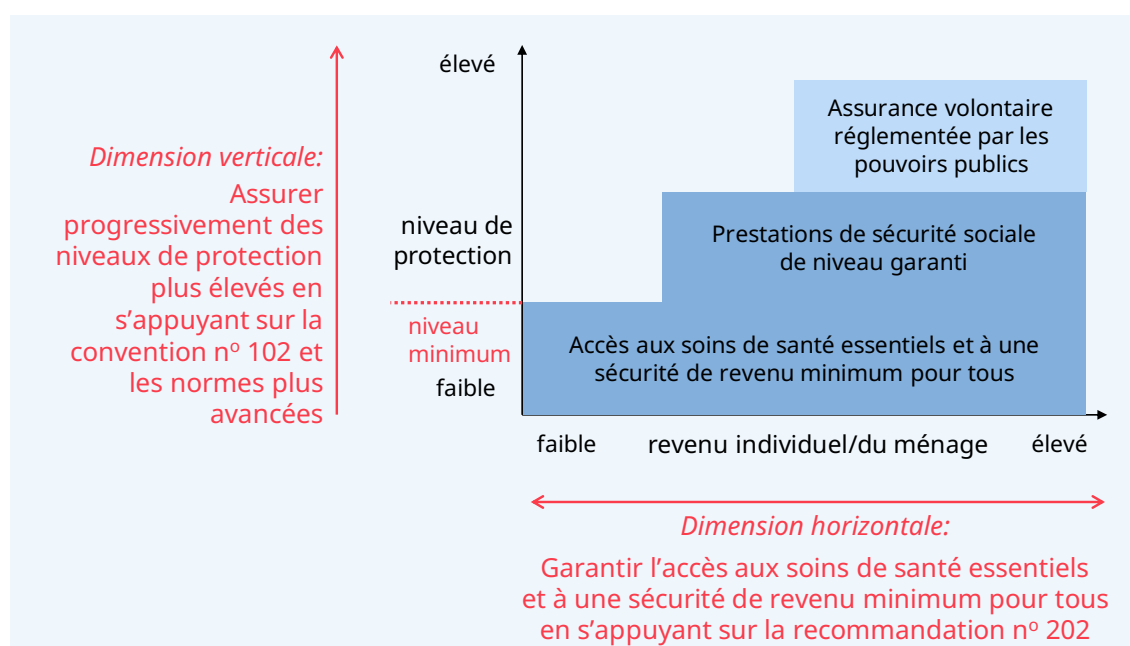 Dimension verticale:
Assurer
progressivement des
niveaux de protection
plus élevés en
s’appuyant sur la
convention nº 102 et
les normes plus
avancées
élevé
niveau de
protection
niveau
minimum
faible
Assurance volontaire
réglementée par les
pouvoirs publics
Prestations de sécurité sociale
de niveau garanti
Accès aux soins de santé essentiels et à une
sécurité de revenu minimum pour tous
faible
revenu individuel/du ménage
élevé
Dimension horizontale:
Garantir l’accès aux soins de santé essentiels
et à une sécurité de revenu minimum pour tous
en s’appuyant sur la recommandation nº 202